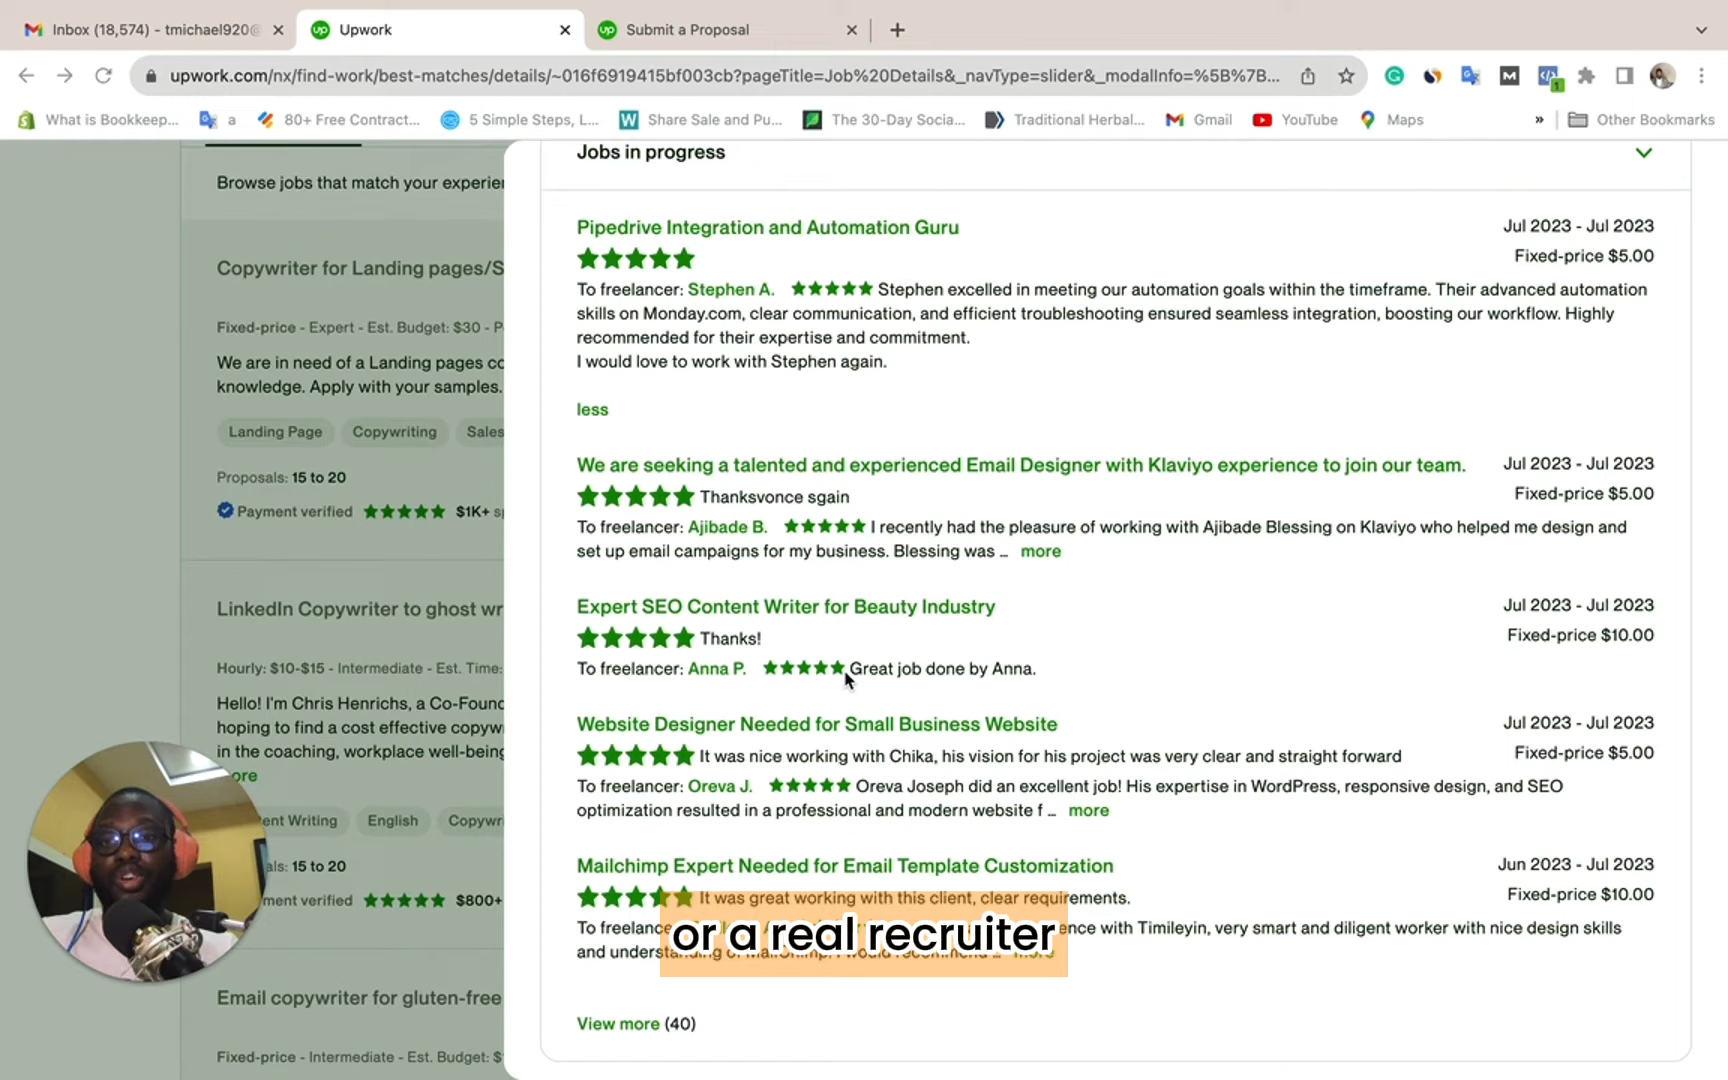 Inbox (18,574) - tmichael920@
Upwork
Submit a Proposal
upwork.com/nx/find-work/best-matches/details/~016f6919415bf003cb?pageTitle=Job%20Details&_navType=slider&_modalInfo=%5B%7B...
What is Bookkeep...
a
80+ Free Contract...
5 Simple Steps, L...
Share Sale and Pu...
The 30-Day Socia...
Traditional Herbal...
Gmail
YouTube
Maps
»
Other Bookmarks
Browse jobs that match your experie
Copywriter for Landing pages/S
Fixed-price - Expert - Est. Budget: $30 - P
We are in need of a Landing pages co
knowledge. Apply with your samples.
Landing Page
Copywriting
Sales
Proposals: 15 to 20
Payment verified
$1K+ s
LinkedIn Copywriter to ghost wr
Hourly: $10-$15 - Intermediate - Est. Time:
Hello! I'm Chris Henrichs, a Co-Foun
hoping to find a cost effective copyw
in the coaching, workplace well-being
ore
ent Writing
English
Copywr
als: 15 to 20
ment verified
$800+
Email copywriter for gluten-free
Fixed-price - Intermediate - Est. Budget: $
Jobs in progress
Pipedrive Integration and Automation Guru
Jul 2023 - Jul 2023
Fixed-price $5.00
To freelancer: Stephen A. Stephen excelled in meeting our automation goals within the timeframe. Their advanced automation
skills on Monday.com, clear communication, and efficient troubleshooting ensured seamless integration, boosting our workflow. Highly
recommended for their expertise and commitment.
I would love to work with Stephen again.
less
We are seeking a talented and experienced Email Designer with Klaviyo experience to join our team.
Jul 2023 - Jul 2023
Thanksvonce sgain
Fixed-price $5.00
To freelancer: Ajibade B. I recently had the pleasure of working with Ajibade Blessing on Klaviyo who helped me design and
set up email campaigns for my business. Blessing was ... more
Expert SEO Content Writer for Beauty Industry
Jul 2023 - Jul 2023
Thanks!
Fixed-price $10.00
To freelancer: Anna P. Great job done by Anna.
Website Designer Needed for Small Business Website
Jul 2023 - Jul 2023
It was nice working with Chika, his vision for his project was very clear and straight forward
Fixed-price $5.00
To freelancer: Oreva J. Oreva Joseph did an excellent job! His expertise in WordPress, responsive design, and SEO
optimization resulted in a professional and modern website f ... more
Mailchimp Expert Needed for Email Template Customization
Jun 2023 - Jul 2023
It was great working with this client, clear requirements.
Fixed-price $10.00
To freelance
ence with Timileyin, very smart and diligent worker with nice design skills
and understanding of MailChimp. I would recommend ... more
or a real recruiter
View more (40)